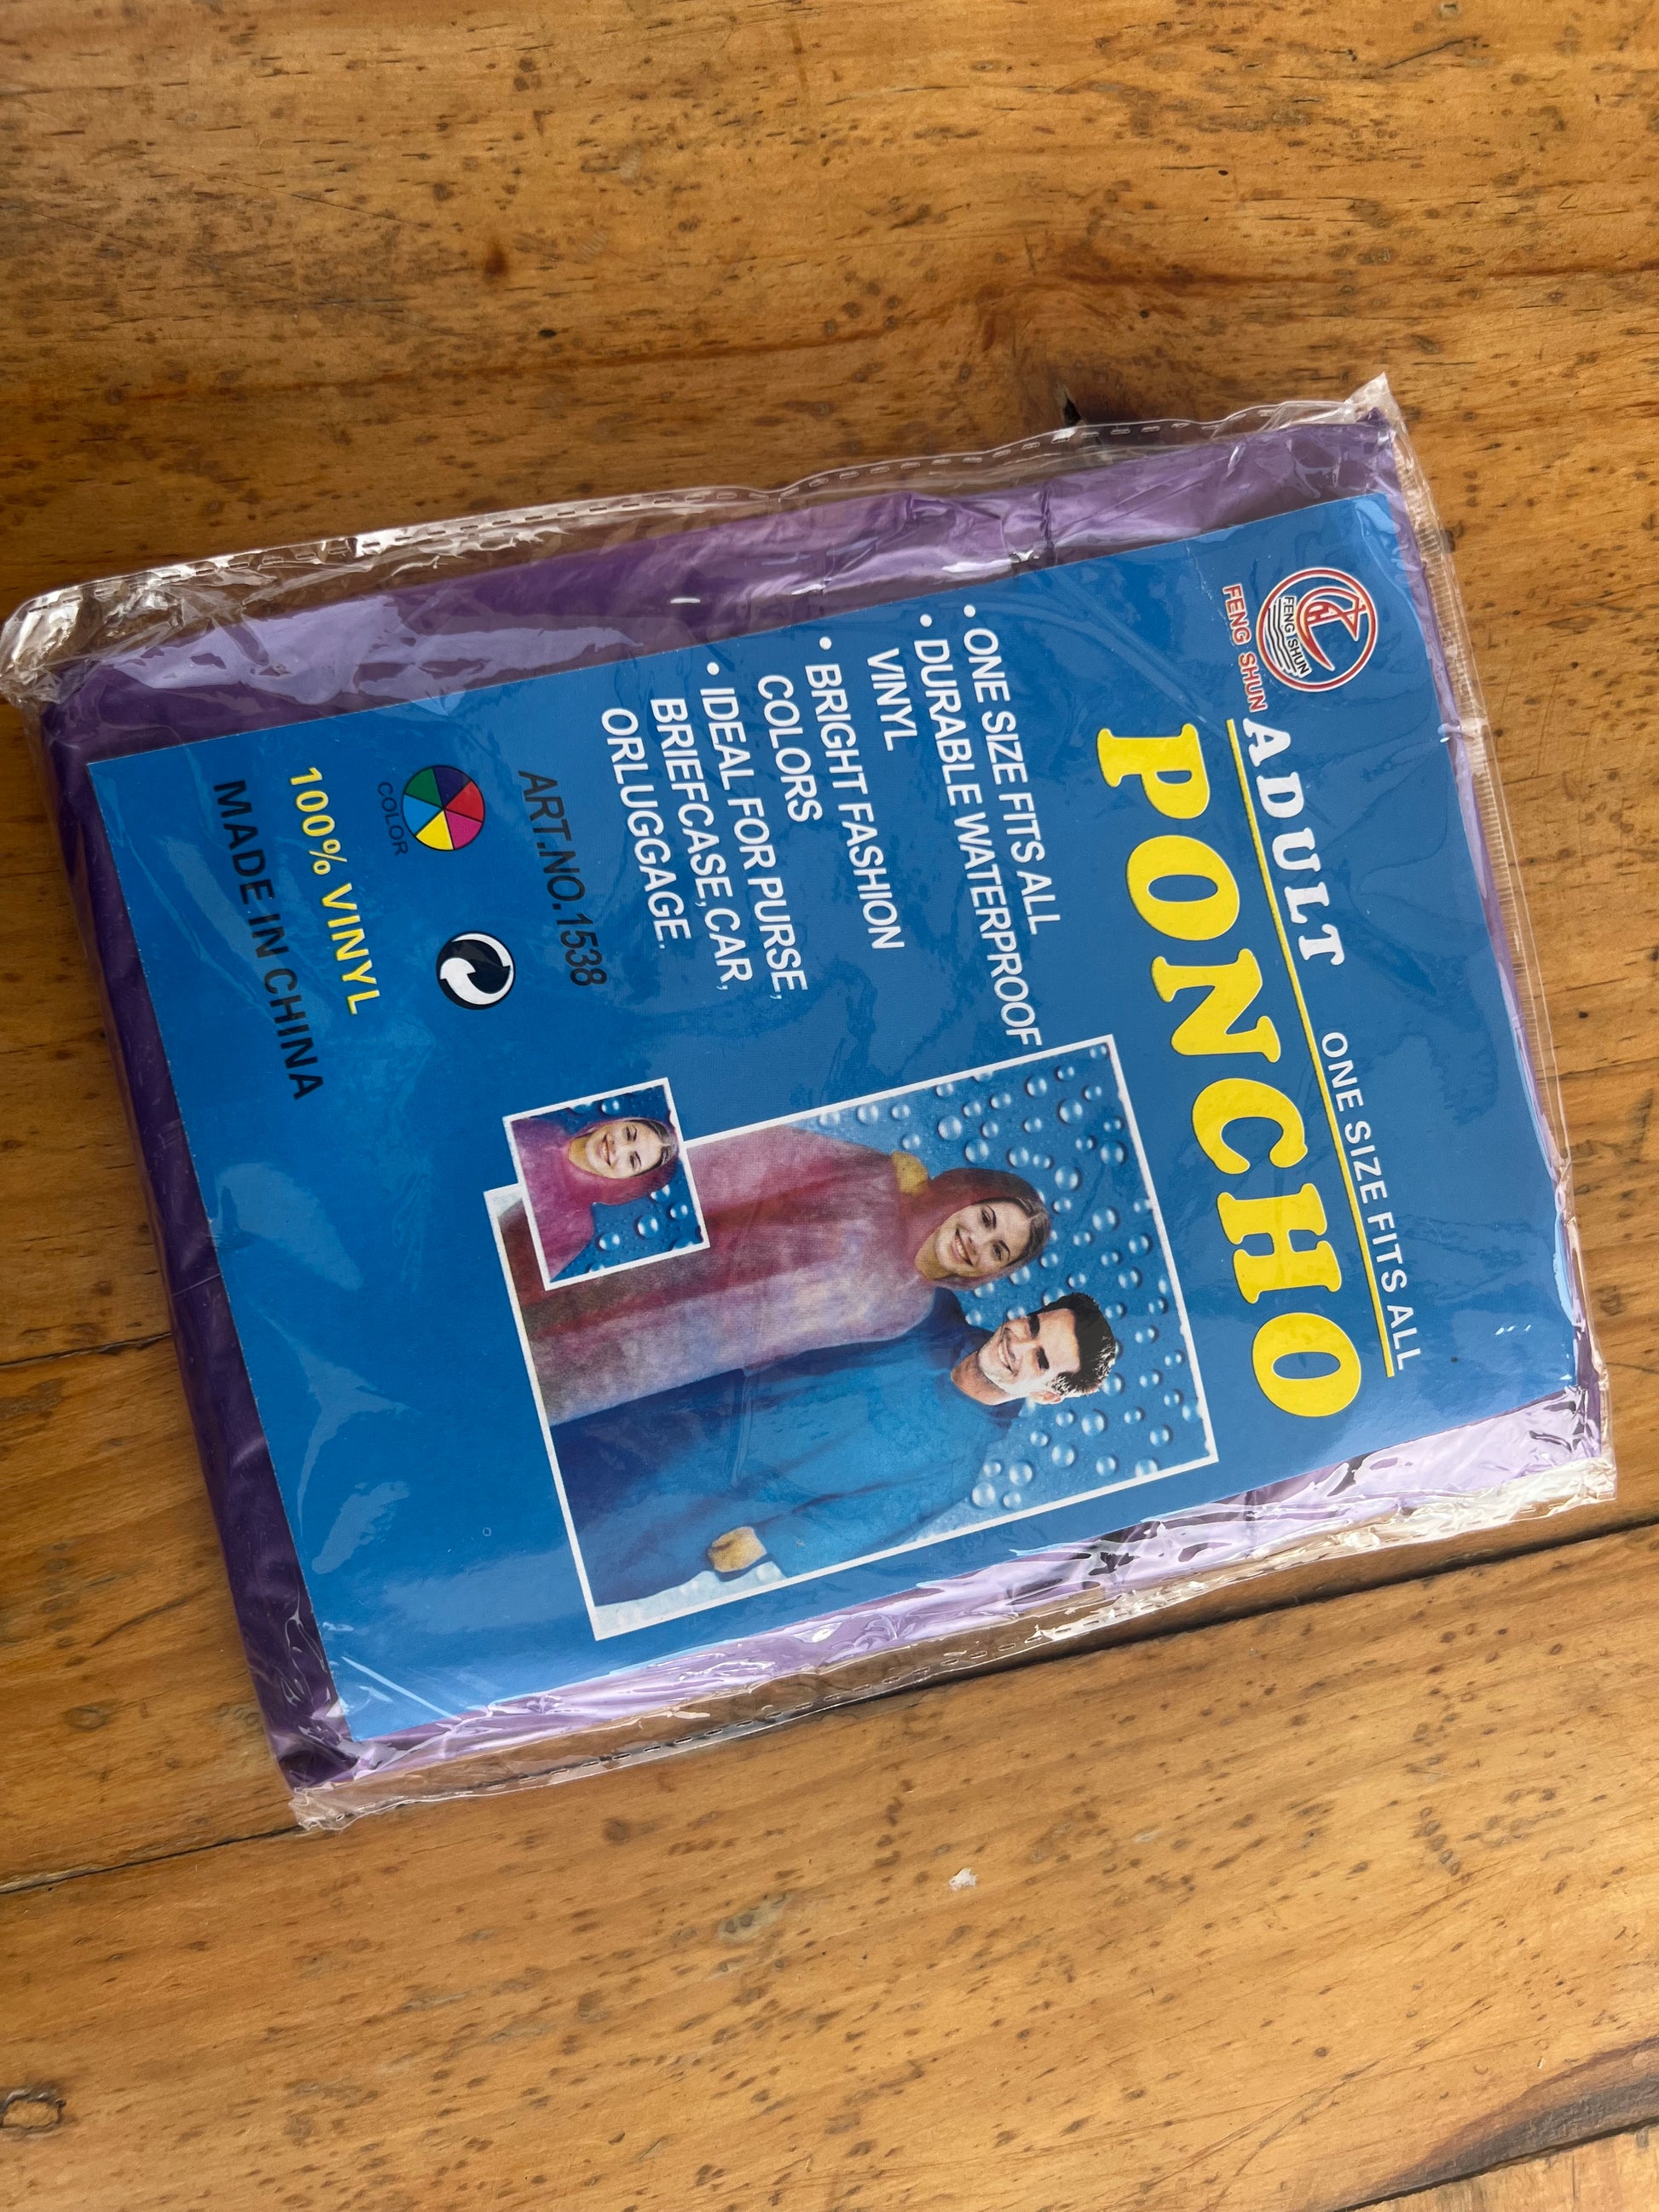 FENG SHUN
FENG SHUN
ADULT ONE SIZE FITS ALL
PONCHO
• ONE SIZE FITS ALL
• DURABLE WATERPROOF
VINYL
• BRIGHT FASHION
COLORS
• IDEAL FOR PURSE,
BRIEFCASE,CAR,
ORLUGGAGE.
ART.NO.1538
COLOR
100% VINYL
MADE IN CHINA